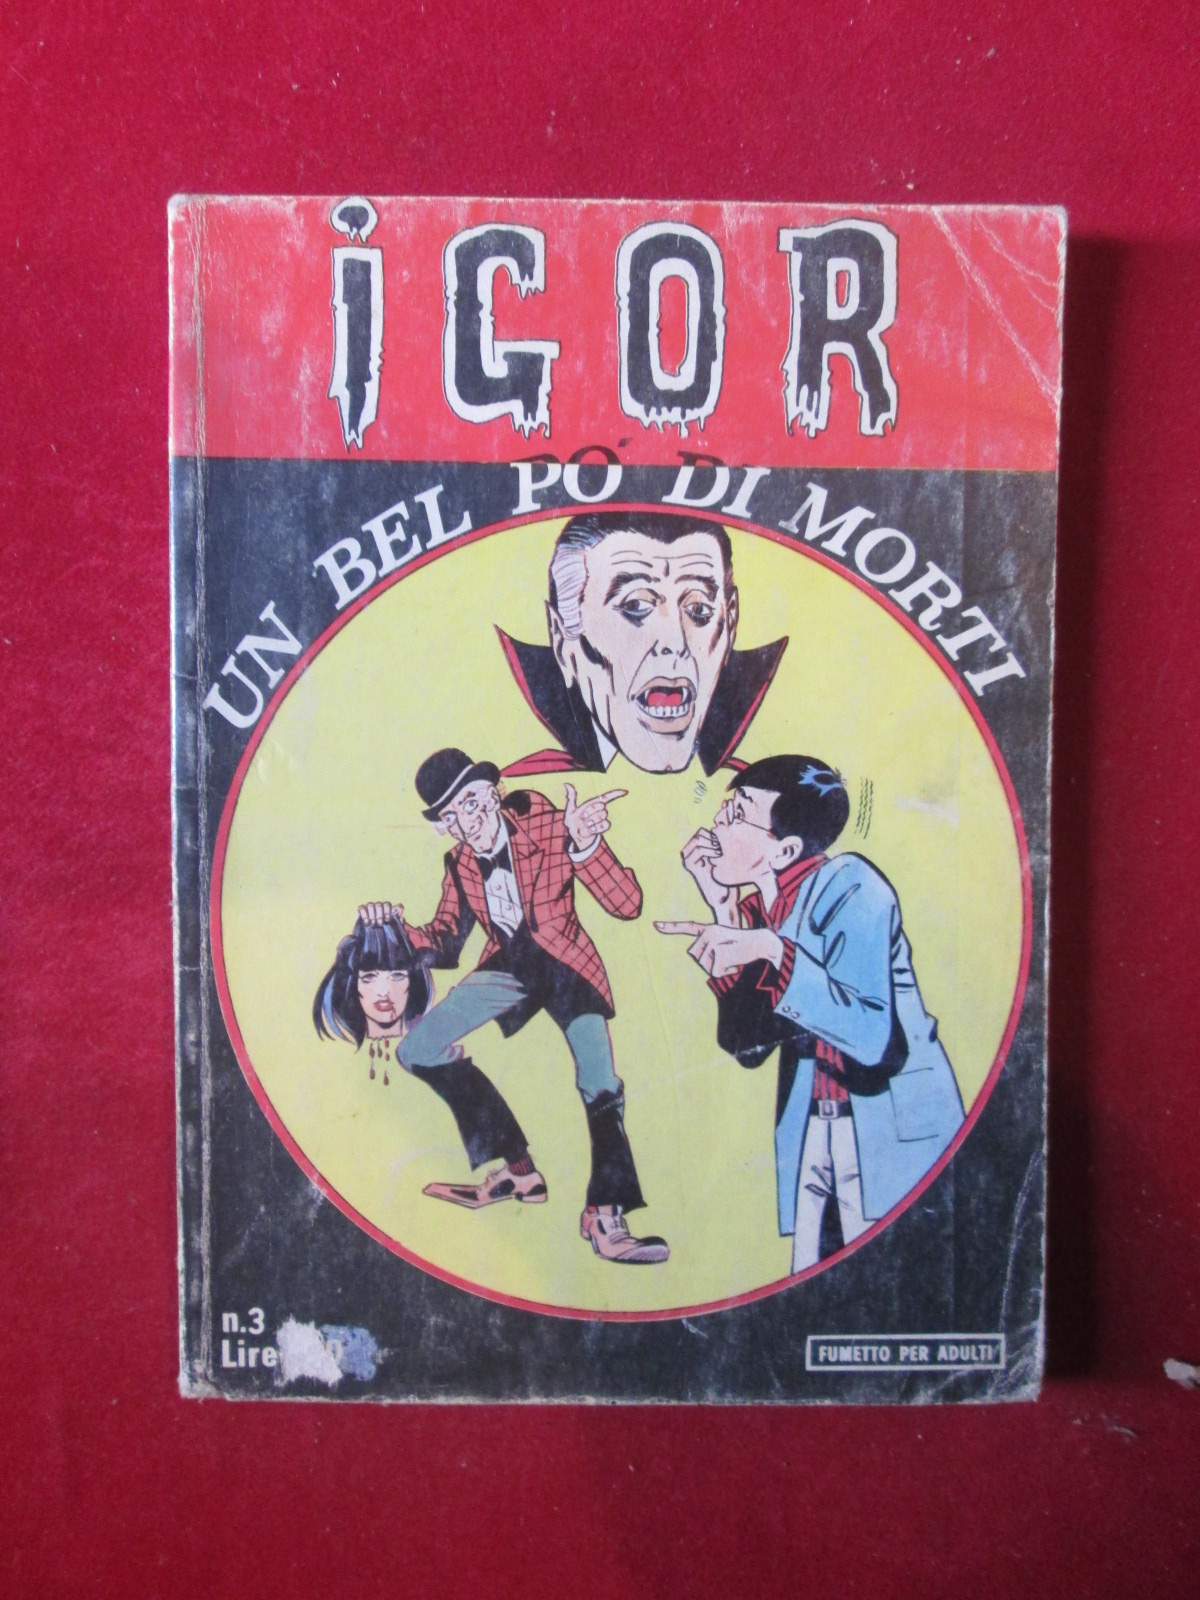 iGOR
UN BEL PO' DI MORTI
n.3
Lire
FUMETTO PER ADULTI